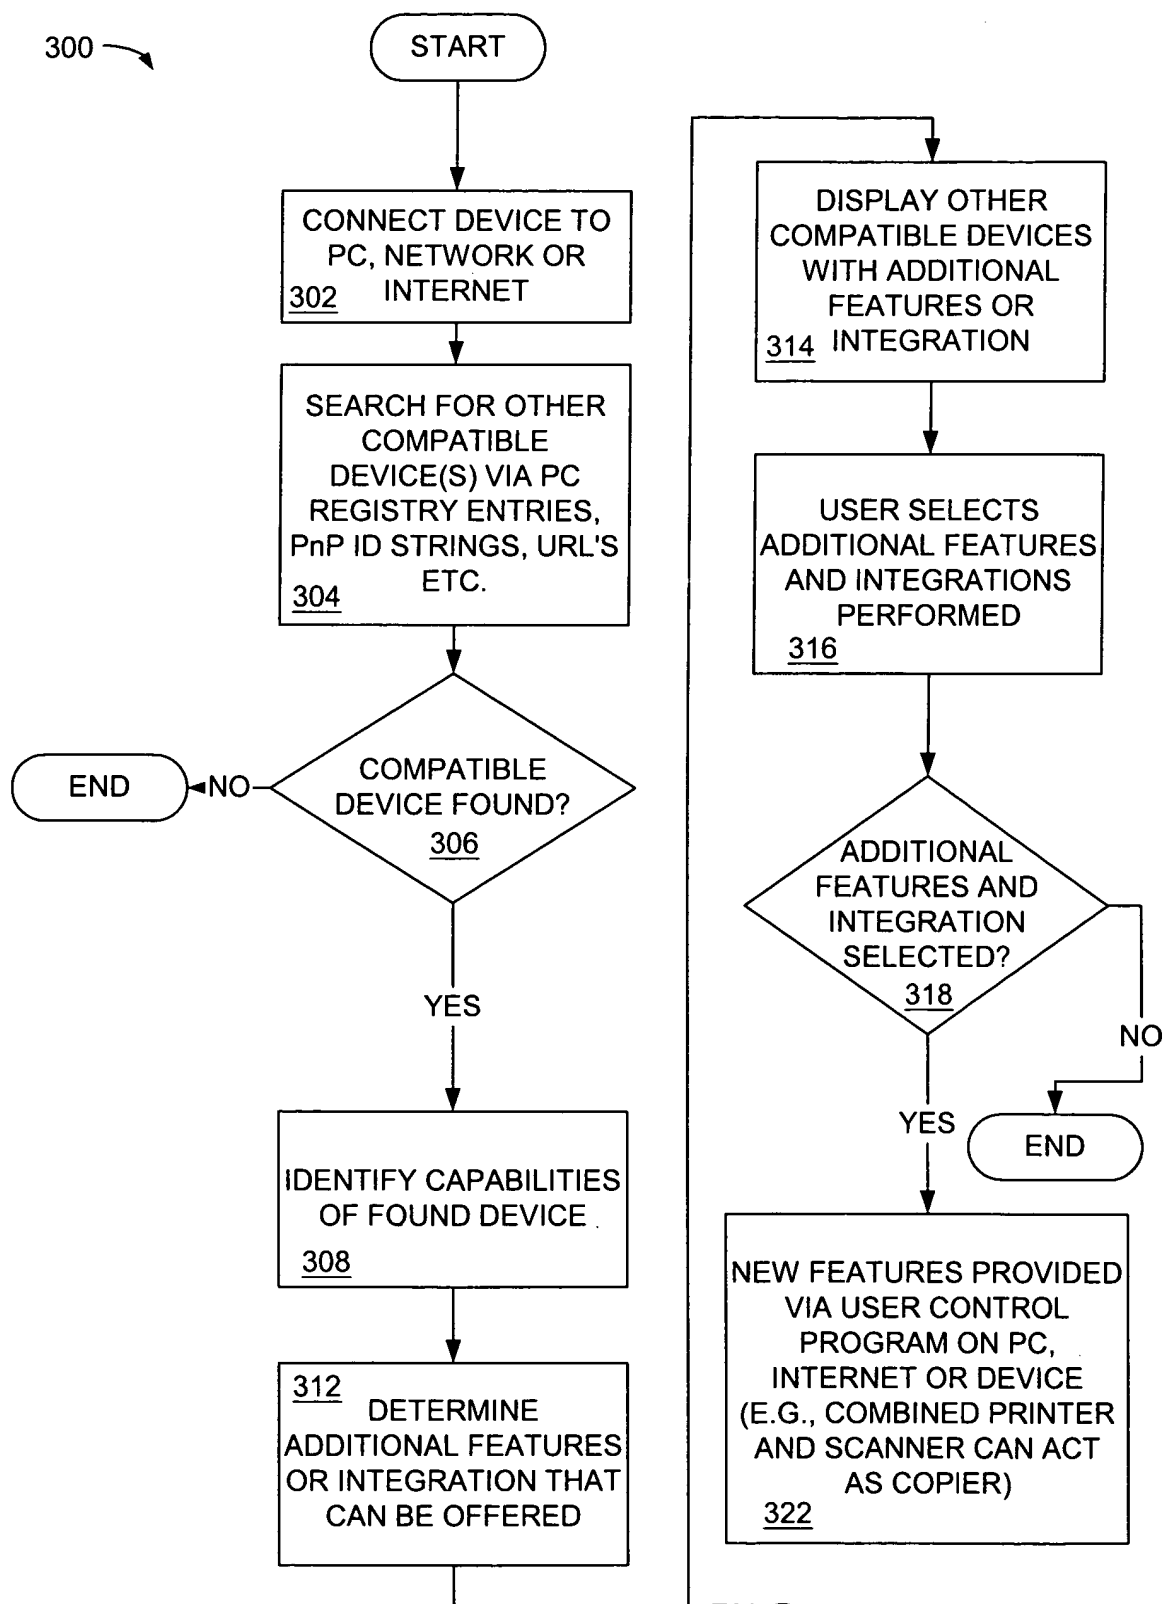 300
START
CONNECT DEVICE TO
PC, NETWORK OR
INTERNET
302
SEARCH FOR OTHER
COMPATIBLE
DEVICE(S) VIA PC
REGISTRY ENTRIES,
PnP ID STRINGS, URL'S
ETC.
304
COMPATIBLE
DEVICE FOUND?
306
NO
END
YES
IDENTIFY CAPABILITIES
OF FOUND DEVICE
308
312
DETERMINE
ADDITIONAL FEATURES
OR INTEGRATION THAT
CAN BE OFFERED
DISPLAY OTHER
COMPATIBLE DEVICES
WITH ADDITIONAL
FEATURES OR
INTEGRATION
314
USER SELECTS
ADDITIONAL FEATURES
AND INTEGRATIONS
PERFORMED
316
ADDITIONAL
FEATURES AND
INTEGRATION
SELECTED?
318
NO
END
YES
NEW FEATURES PROVIDED
VIA USER CONTROL
PROGRAM ON PC,
INTERNET OR DEVICE
(E.G., COMBINED PRINTER
AND SCANNER CAN ACT
AS COPIER)
322